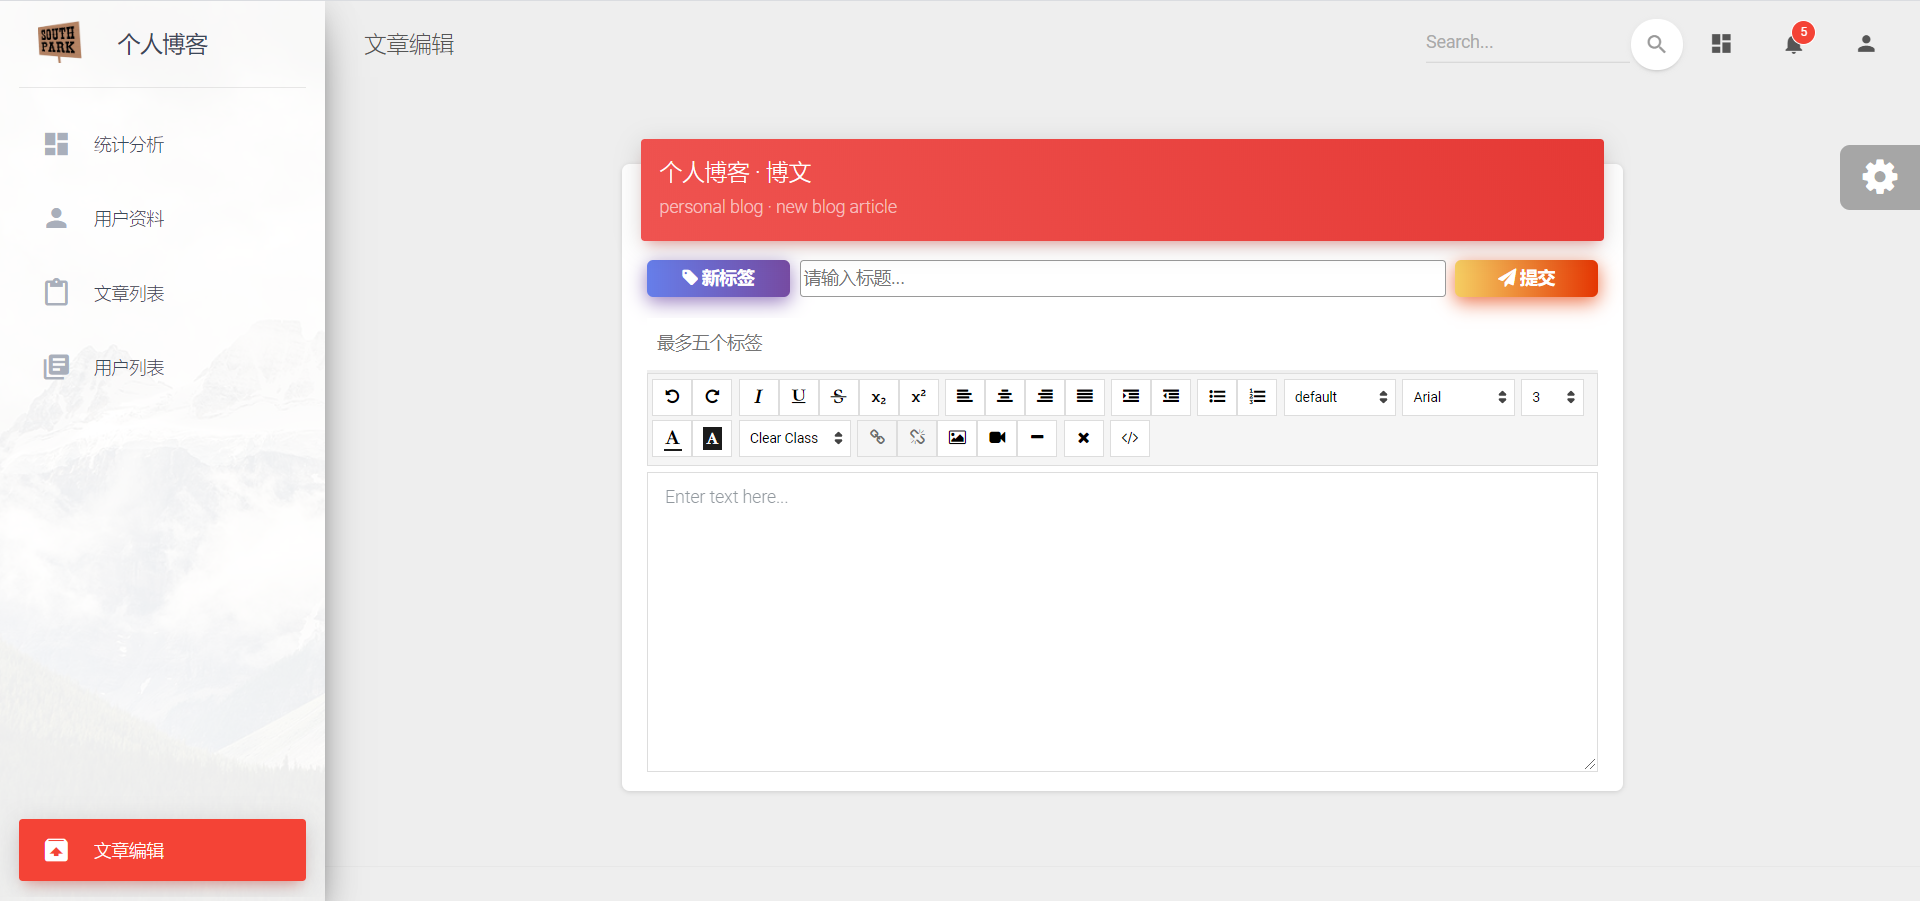 SOUTH
PARK
个人博客
统计分析
用户资料
文章列表
用户列表
文章编辑
文章编辑
Search...
5
个人博客 · 博文
personal blog · new blog article
新标签
请输入标题...
提交
最多五个标签
I U S x₂ x²
default
Arial
3
A
A
Clear Class
</>
Enter text here...